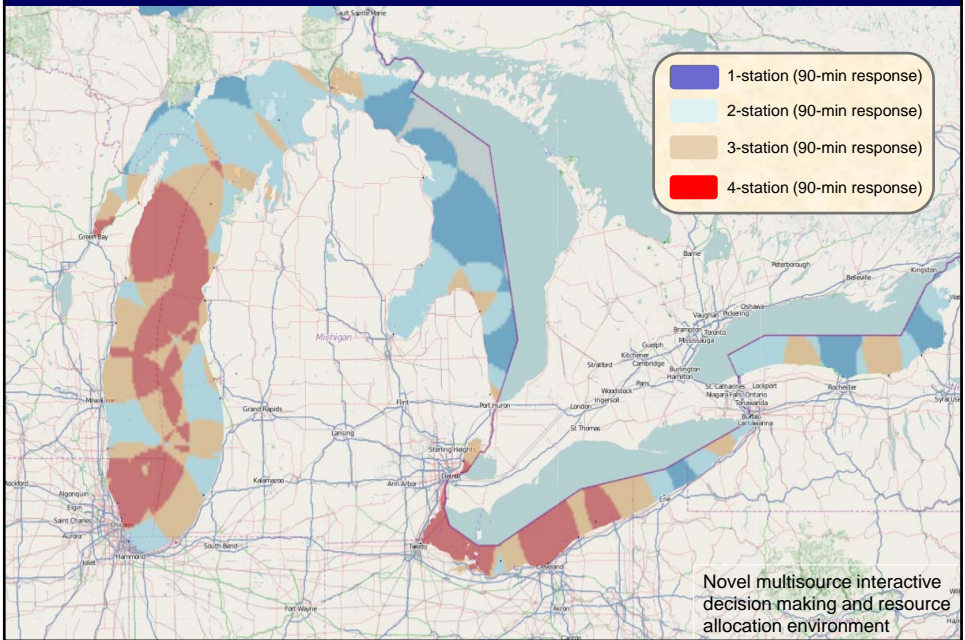 ault Sainte Marie
1-station (90-min response)
2-station (90-min response)
3-station (90-min response)
4-station (90-min response)
Green Bay
Barrie
Peterborough
Belleville
Kingston
Oshawa
Vaughan Pickering
Brampton Toronto
Mississauga
Guelph
Kitchener
Cambridge
Burlington
Hamilton
Stratford
Paris
Woodstock
Ingersoll
London
St Thomas
St. Catharines Lockport
Niagara Falls Ontario
Tonawanda
Buffalo
Lackawanna
Rochester
Syracuse
Michigan
Milwau
Grand Rapids
Flint
Port Huron
Lansing
Sterling Heights
Detroit
Ann Arbor
Kalamazoo
Rockford
Algonquin
Elgin
Saint Charles
Chicago
Aurora
Hammond
Joliet
South Bend
Toledo
Erie
Cleveland
Akron
Canton
Fort Wayne
Novel multisource interactive
decision making and resource
allocation environment